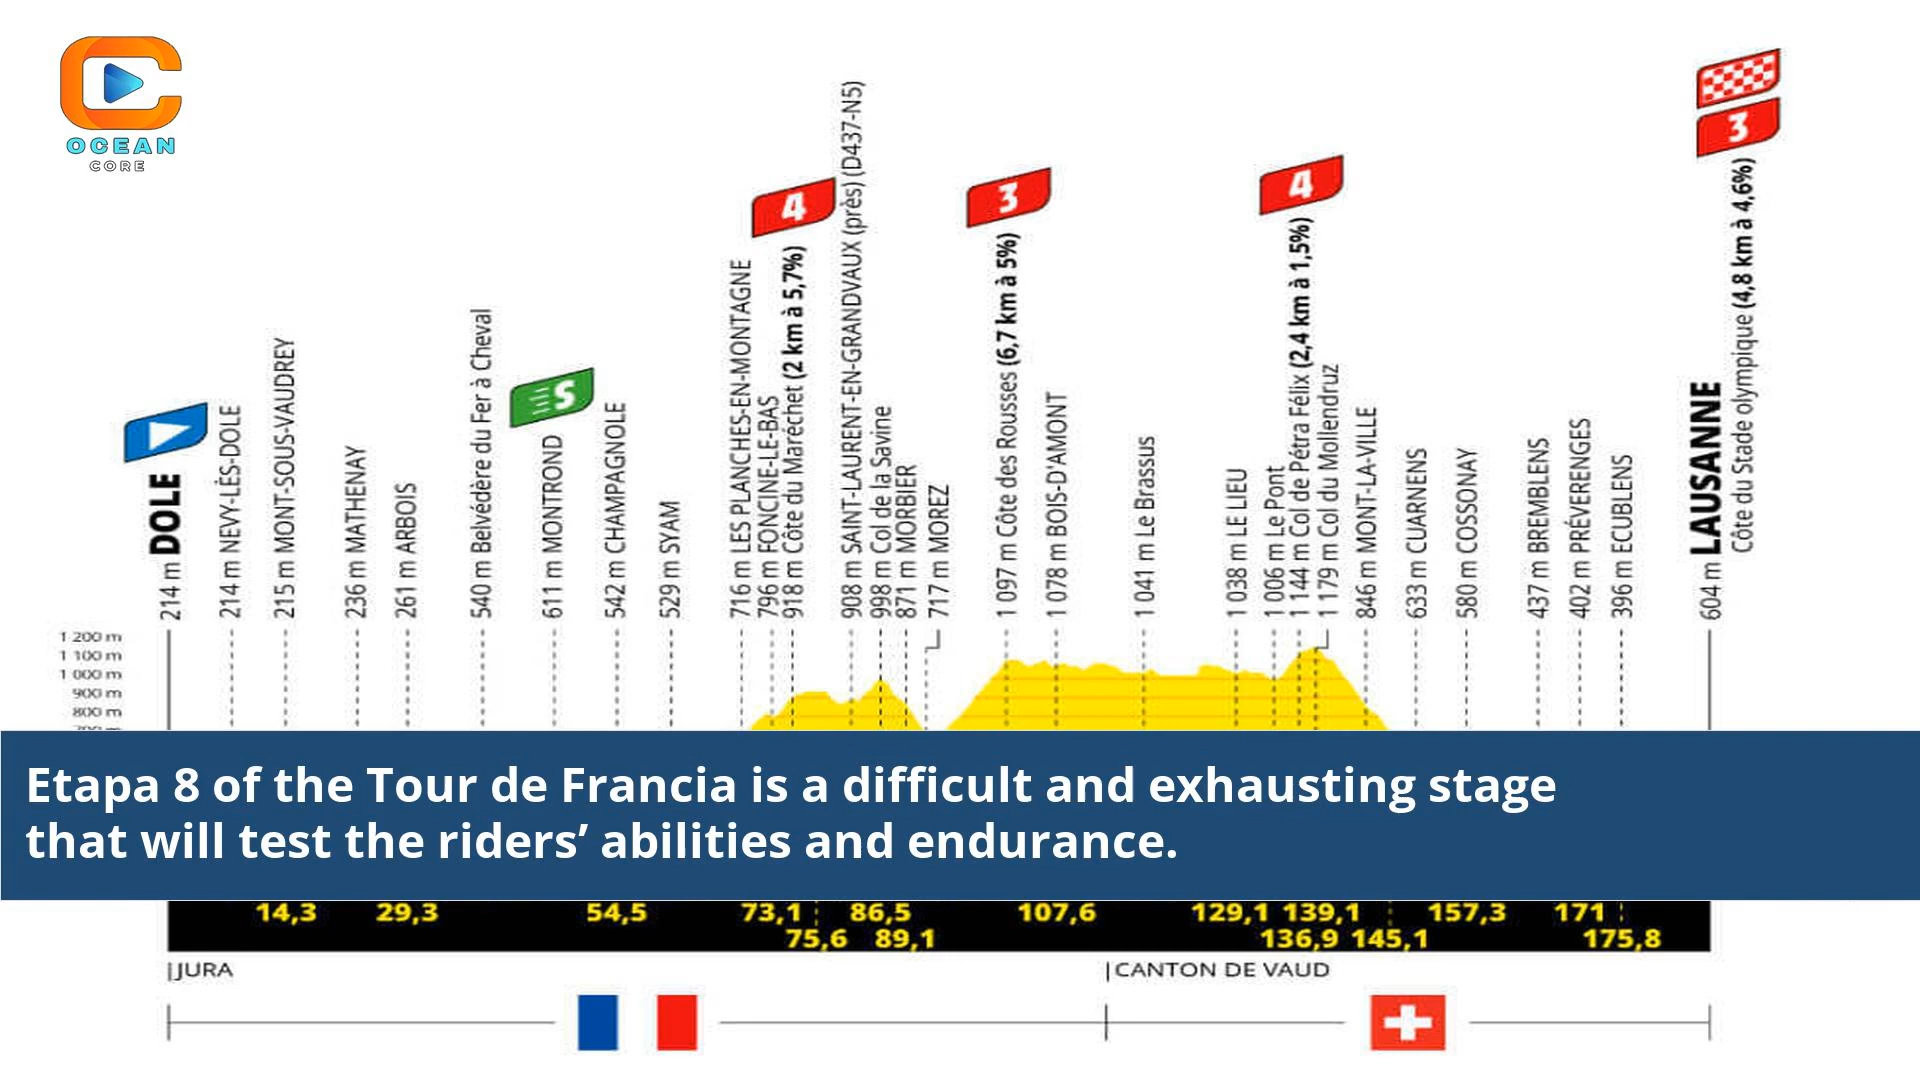 OCEAN
CORE
DOLE
214 m
214 m NEVY-LÈS-DOLE
215 m MONT-SOUS-VAUDREY
236 m MATHENAY
261 m ARBOIS
540 m Belvédère du Fer à Cheval
S
611 m MONTROND
542 m CHAMPAGNOLE
529 m SYAM
716 m LES PLANCHES-EN-MONTAGNE
796 m FONCINE-LE-BAS
4
918 m Côte du Maréchet (2 km à 5,7%)
908 m SAINT-LAURENT-EN-GRANDVAUX (près) (D437-N5)
998 m Col de la Savine
871 m MORBIER
717 m MOREZ
3
1 097 m Côte des Rousses (6,7 km à 5%)
1 078 m BOIS-D'AMONT
1 041 m Le Brassus
1 038 m LE LIEU
1 006 m Le Pont
4
1 144 m Col de Pétra Félix (2,4 km à 1,5%)
1 179 m Col du Mollendruz
846 m MONT-LA-VILLE
633 m CUARNENS
580 m COSSONAY
437 m BREMBLENS
402 m PRÉVERENGES
396 m ECUBLENS
3
604 m LAUSANNE
Côte du Stade olympique (4,8 km à 4,6%)
1 200 m
1 100 m
1 000 m
900 m
800 m
Etapa 8 of the Tour de Francia is a difficult and exhausting stage
that will test the riders’ abilities and endurance.
14,3 29,3 54,5 73,1 86,5 107,6 129,1 139,1 157,3 171
75,6 89,1 136,9 145,1 175,8
JURA
CANTON DE VAUD